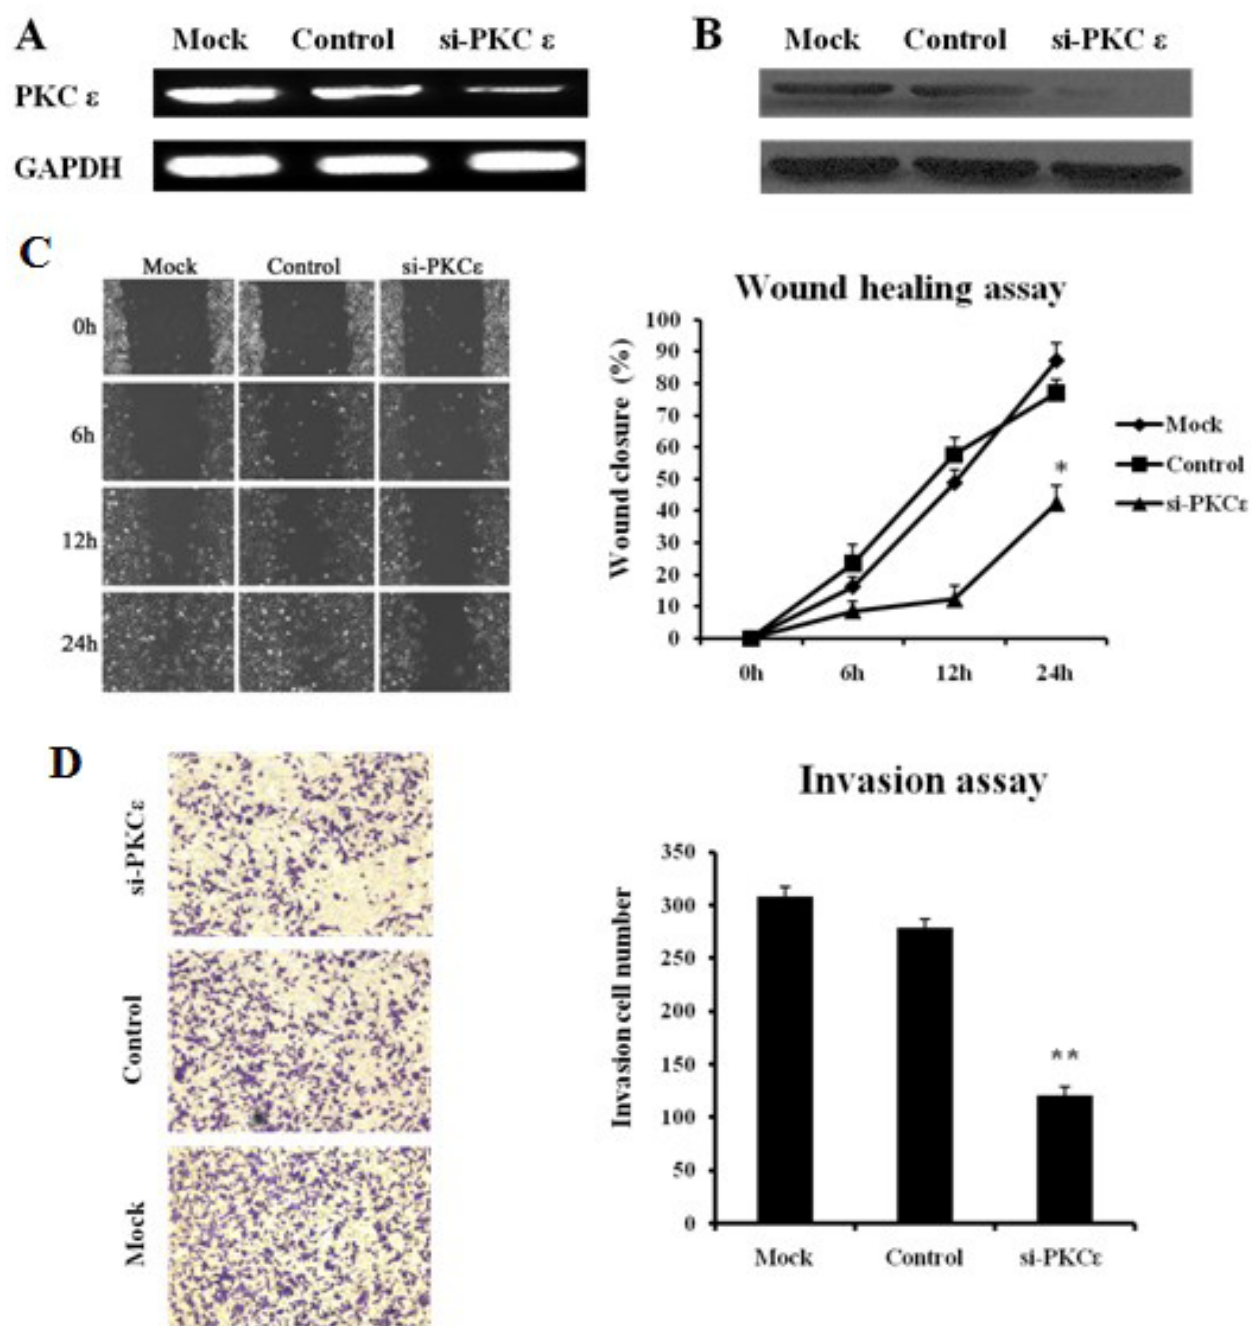 A
Mock Control si-PKC ε
PKC ε
GAPDH
B
Mock Control si-PKC ε
C
Mock Control si-PKCε
0h
6h
12h
24h
Wound healing assay
Wound closure (%)
100
90
80
70
60
50
40
30
20
10
0
*
0h 6h 12h 24h
Mock
Control
si-PKCε
D
si-PKCε
Control
Mock
Invasion assay
Invasion cell number
350
300
250
200
150
100
50
0
**
Mock Control si-PKCε